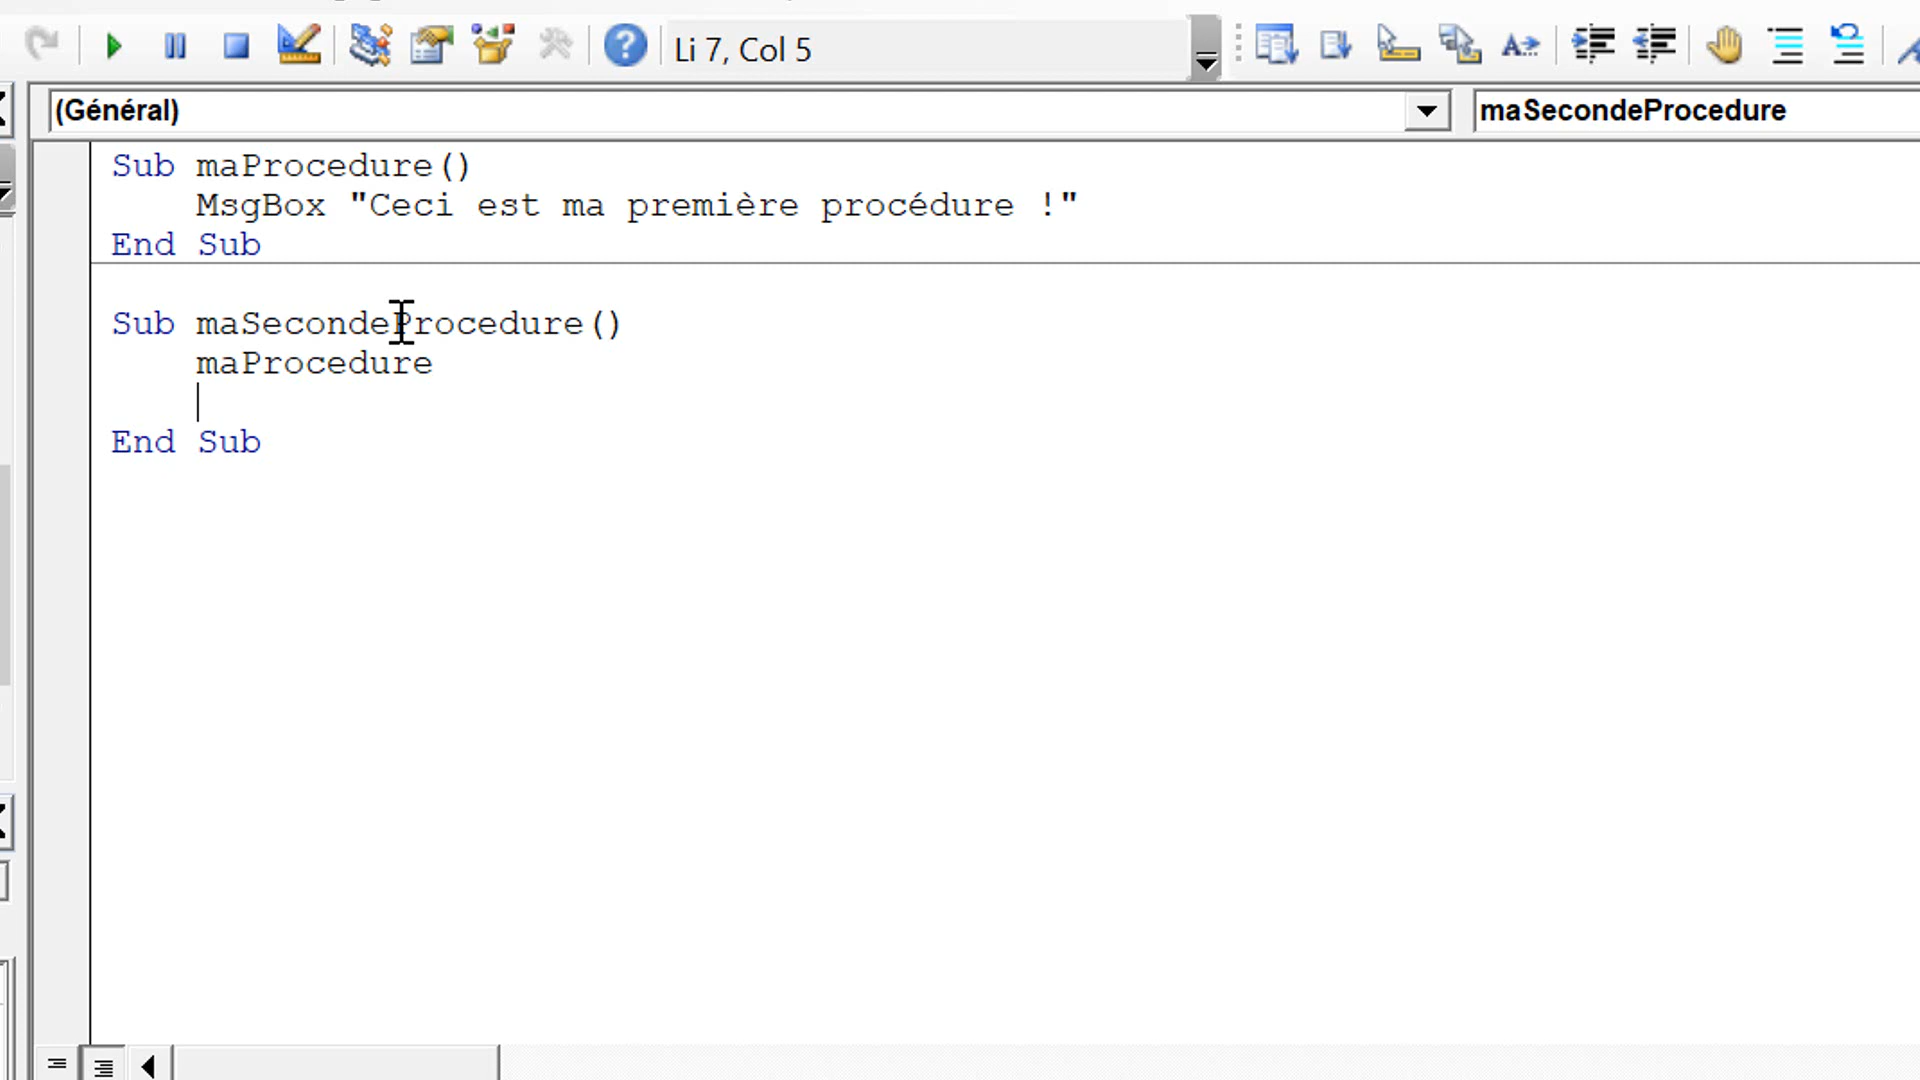 Li 7, Col 5
(Général)
maSecondeProcedure
Sub maProcedure()
MsgBox "Ceci est ma première procédure !"
End Sub
Sub maSecondeProcedure()
maProcedure
End Sub